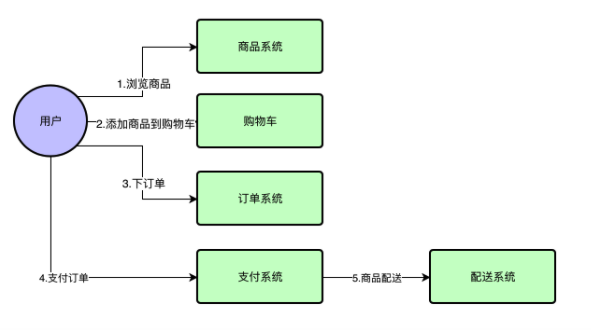 商品系统
1.浏览商品
用户
2.添加商品到购物车
购物车
3.下订单
订单系统
4.支付订单
支付系统
5.商品配送
配送系统